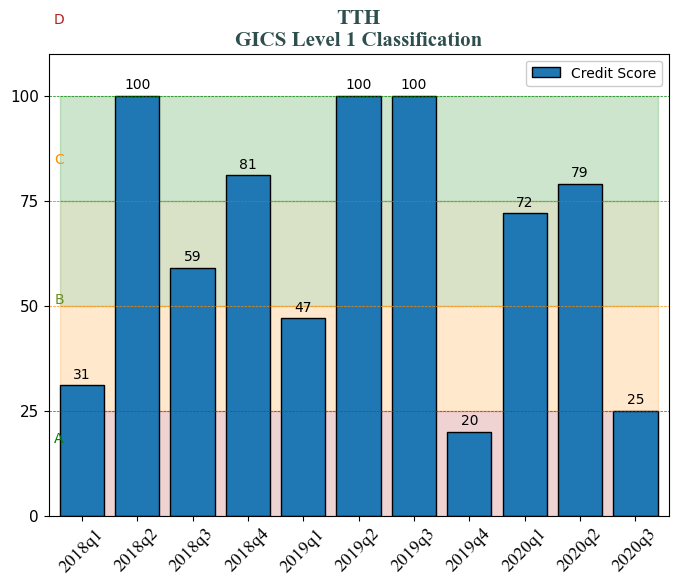 D
TTH
GICS Level 1 Classification
Credit Score
100
100
100
100
C
81
79
75
72
59
B
50
47
31
25
25
20
A
0
2018q1
2018q2
2018q3
2018q4
2019q1
2019q2
2019q3
2019q4
2020q1
2020q2
2020q3